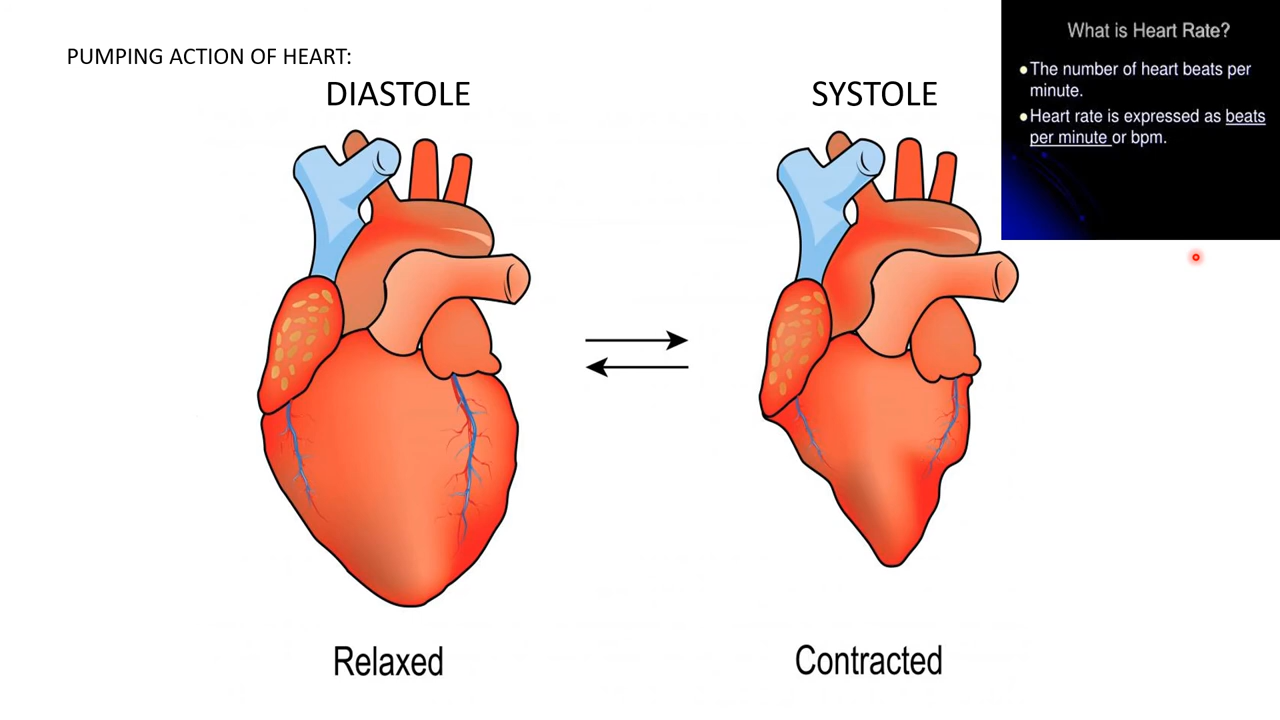 PUMPING ACTION OF HEART:
DIASTOLE
SYSTOLE
What is Heart Rate?
•The number of heart beats per
minute.
•Heart rate is expressed as beats
per minute or bpm.
Relaxed
Contracted